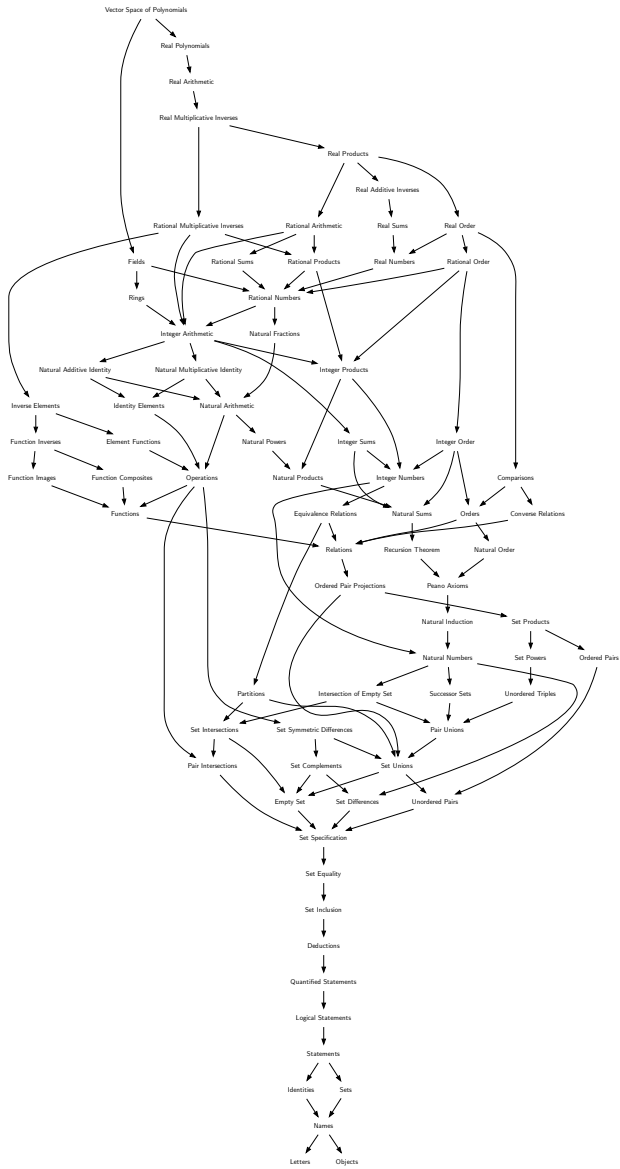 Vector Space of Polynomials
Real Polynomials
Real Arithmetic
Real Multiplicative Inverses
Real Products
Real Additive Inverses
Rational Multiplicative Inverses
Rational Arithmetic
Real Sums
Real Order
Fields
Rational Sums
Rational Products
Real Numbers
Rational Order
Rings
Rational Numbers
Integer Arithmetic
Natural Fractions
Natural Additive Identity
Natural Multiplicative Identity
Integer Products
Inverse Elements
Identity Elements
Natural Arithmetic
Function Inverses
Element Functions
Natural Powers
Integer Sums
Integer Order
Function Images
Function Composites
Operations
Natural Products
Integer Numbers
Comparisons
Functions
Equivalence Relations
Natural Sums
Orders
Converse Relations
Relations
Recursion Theorem
Natural Order
Ordered Pair Projections
Peano Axioms
Natural Induction
Set Products
Natural Numbers
Set Powers
Ordered Pairs
Partitions
Intersection of Empty Set
Successor Sets
Unordered Triples
Set Intersections
Set Symmetric Differences
Pair Unions
Pair Intersections
Set Complements
Set Unions
Empty Set
Set Differences
Unordered Pairs
Set Specification
Set Equality
Set Inclusion
Deductions
Quantified Statements
Logical Statements
Statements
Identities
Sets
Names
Letters
Objects